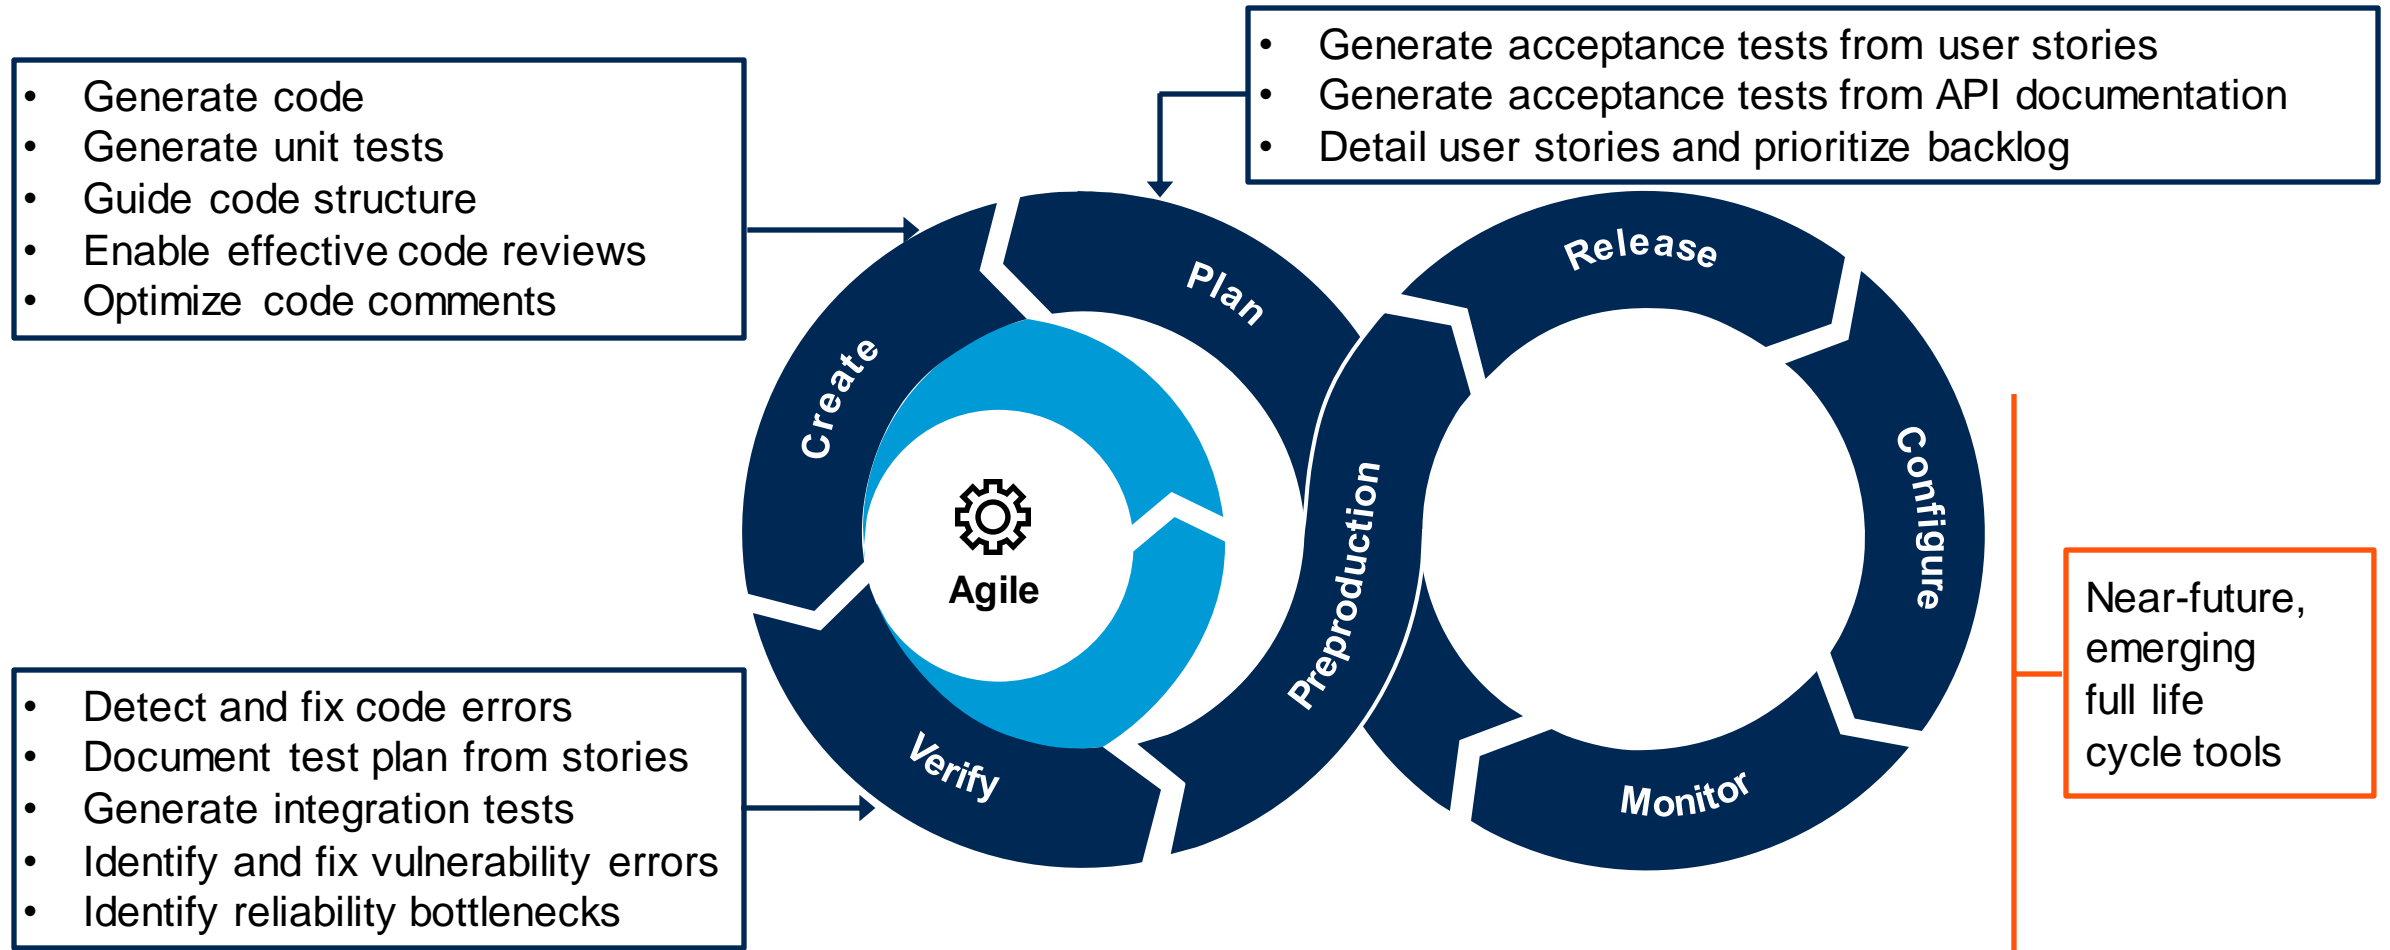 • Generate code
• Generate unit tests
• Guide code structure
• Enable effective code reviews
• Optimize code comments
• Generate acceptance tests from user stories
• Generate acceptance tests from API documentation
• Detail user stories and prioritize backlog
Plan
Create
Verify
Preproduction
Release
Configure
Monitor
Agile
• Detect and fix code errors
• Document test plan from stories
• Generate integration tests
• Identify and fix vulnerability errors
• Identify reliability bottlenecks
Near-future,
emerging
full life
cycle tools